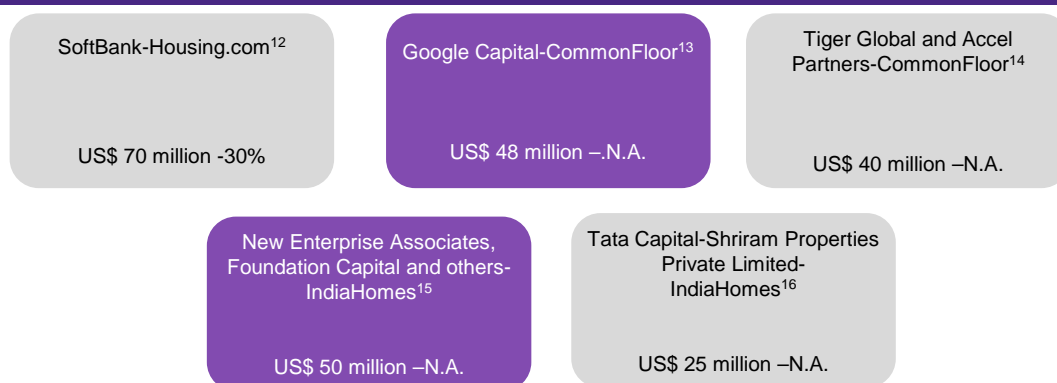 SoftBank-Housing.com12
US$ 70 million -30%
Google Capital-CommonFloor13
US$ 48 million –.N.A.
Tiger Global and Accel
Partners-CommonFloor14
US$ 40 million –N.A.
New Enterprise Associates,
Foundation Capital and others-
IndiaHomes15
US$ 50 million –N.A.
Tata Capital-Shriram Properties
Private Limited-
IndiaHomes16
US$ 25 million –N.A.